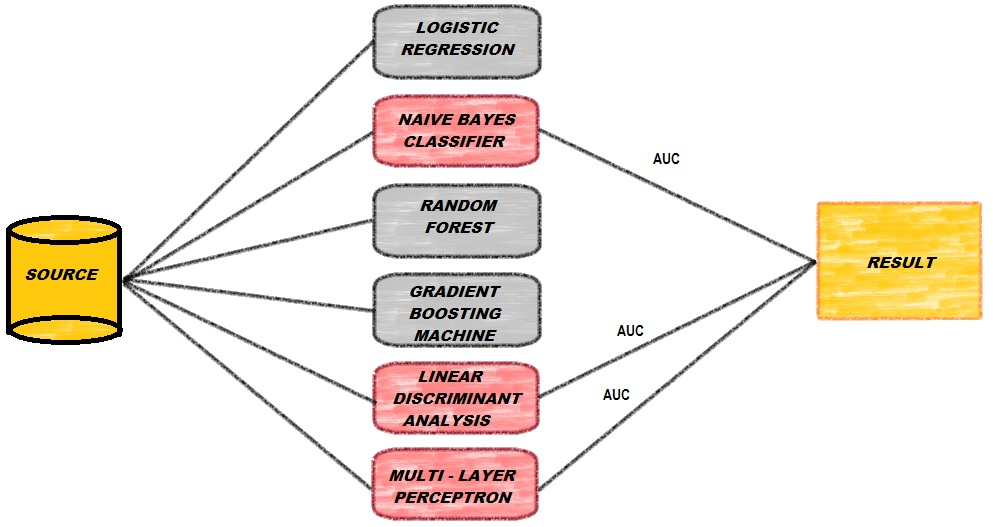 LOGISTIC
REGRESSION
NAIVE BAYES
CLASSIFIER
AUC
RANDOM
FOREST
SOURCE
RESULT
GRADIENT
BOOSTING
MACHINE
AUC
LINEAR
DISCRIMINANT
ANALYSIS
AUC
MULTI - LAYER
PERCEPTRON